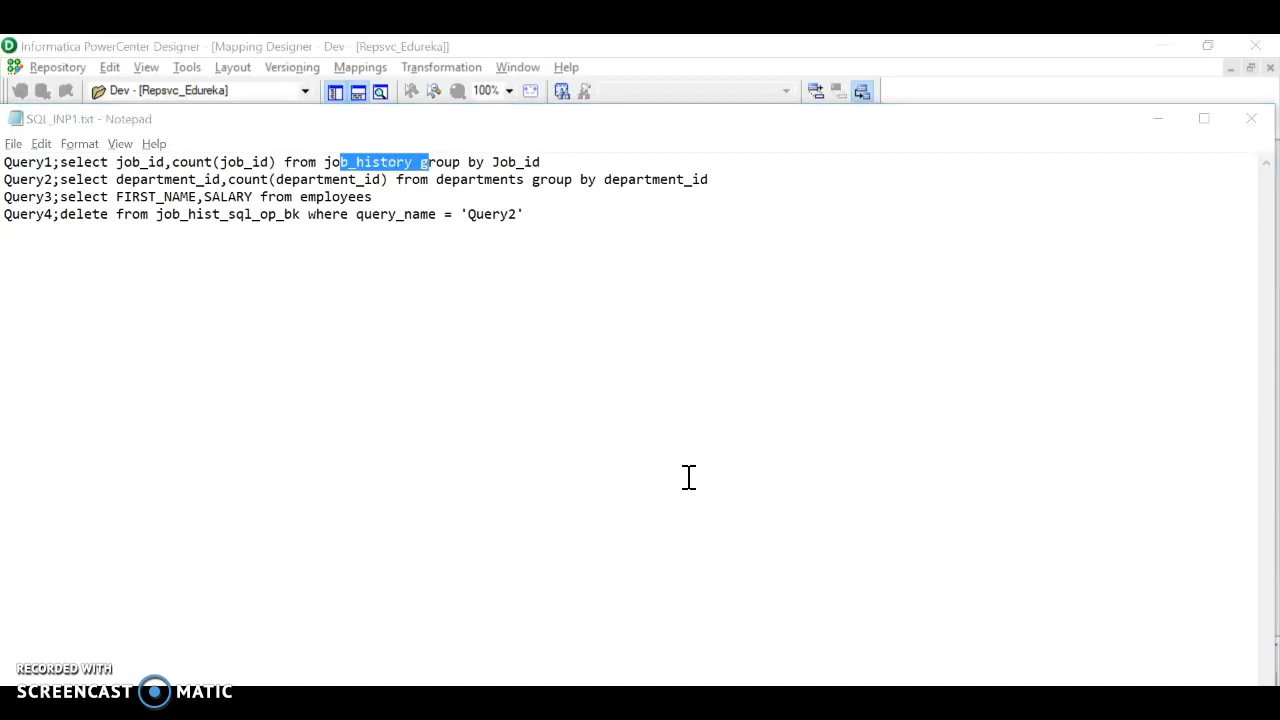 Informatica PowerCenter Designer - [Mapping Designer - Dev - [Repsvc_Edureka]]
Repository Edit View Tools Layout Versioning Mappings Transformation Window Help
Dev - [Repsvc_Edureka] 100%
SQL_INP1.txt - Notepad
File Edit Format View Help
Query1;select job_id,count(job_id) from job_history group by Job_id
Query2;select department_id,count(department_id) from departments group by department_id
Query3;select FIRST_NAME,SALARY from employees
Query4;delete from job_hist_sql_op_bk where query_name = 'Query2'
RECORDED WITH
SCREENCAST MATIC